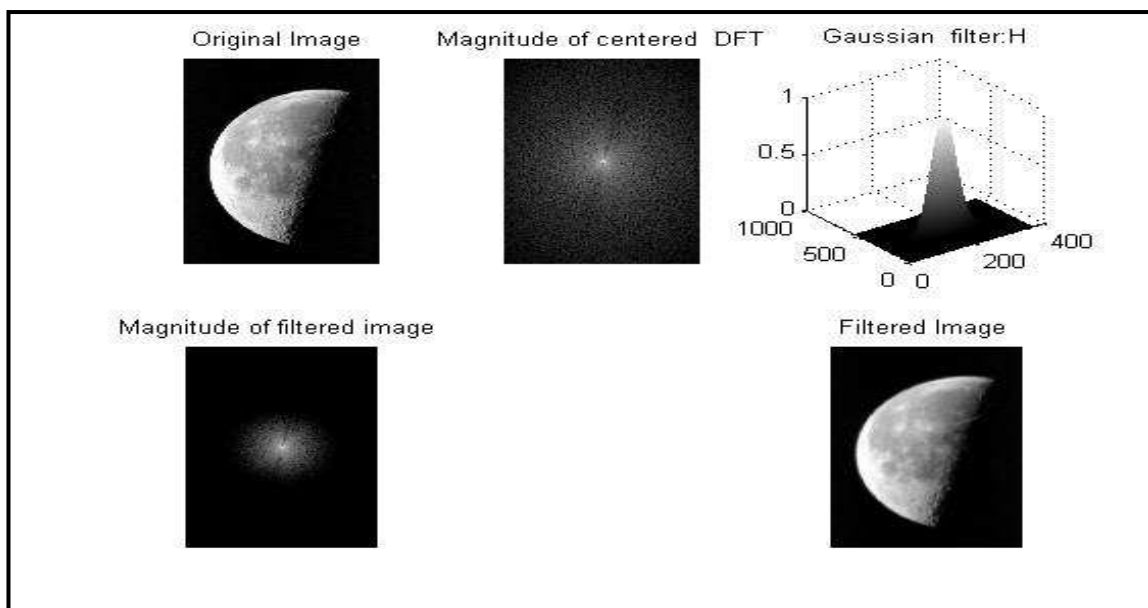 Original Image
Magnitude of centered DFT
Gaussian filter:H
1
0.5
0
1000
500
0
0
200
400
Magnitude of filtered image
Filtered Image